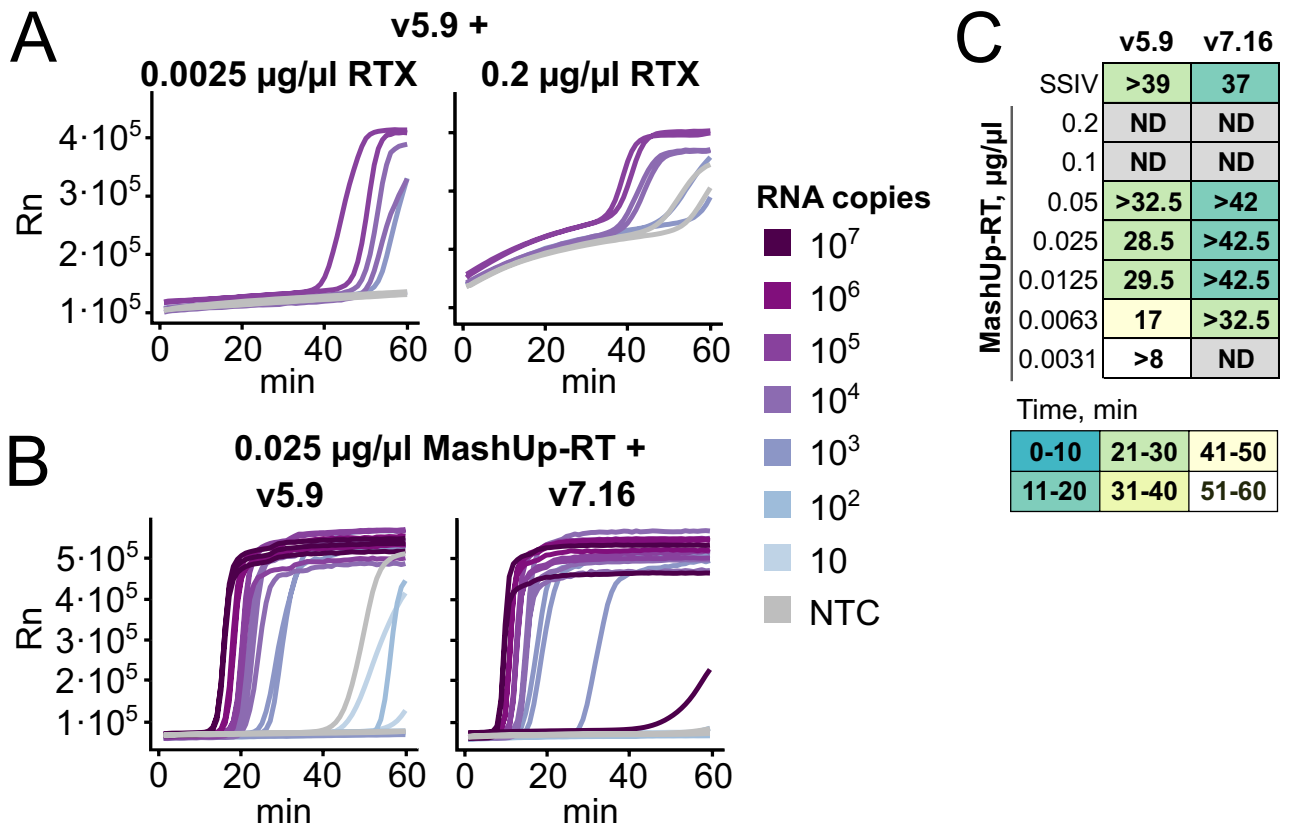 A
v5.9 +
0.0025 µg/µl RTX
0.2 µg/µl RTX
Rn
4·10⁵
3·10⁵
2·10⁵
1·10⁵
0 20 40 60
min
0 20 40 60
min
RNA copies
10⁷
10⁶
10⁵
10⁴
10³
10²
10
NTC
B
0.025 µg/µl MashUp-RT +
v5.9
v7.16
Rn
5·10⁵
4·10⁵
3·10⁵
2·10⁵
1·10⁵
0 20 40 60
min
0 20 40 60
min
C
v5.9 v7.16
SSIV >39 37
MashUp-RT, µg/µl
0.2 ND ND
0.1 ND ND
0.05 >32.5 >42
0.025 28.5 >42.5
0.0125 29.5 >42.5
0.0063 17 >32.5
0.0031 >8 ND
Time, min
0-10 21-30 41-50
11-20 31-40 51-60